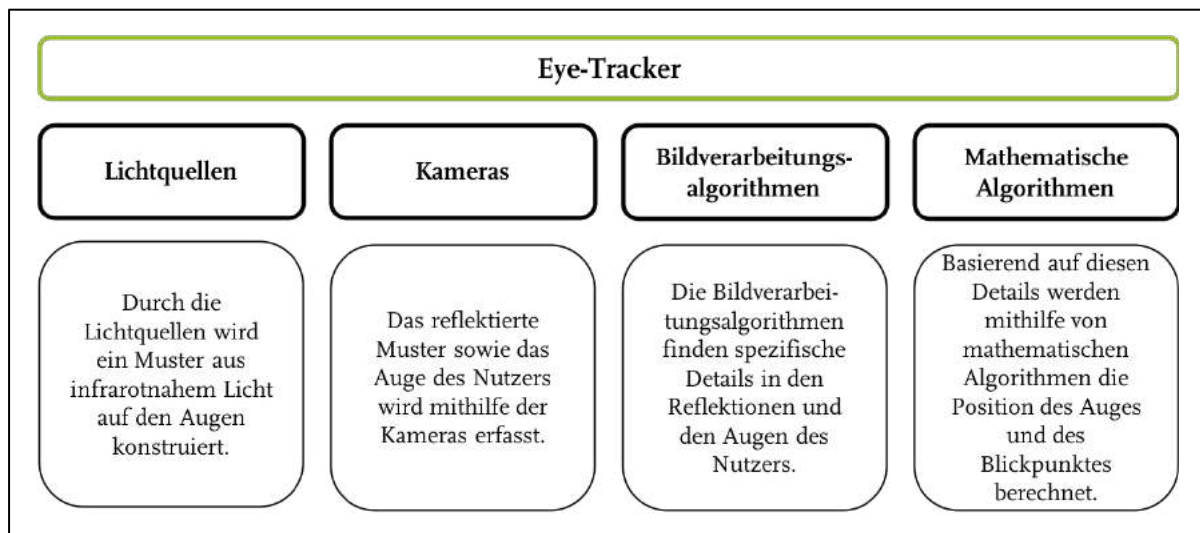 Eye-Tracker
Lichtquellen
Kameras
Bildverarbeitungs-
algorithmen
Mathematische
Algorithmen
Durch die
Lichtquellen wird
ein Muster aus
infrarotnahem Licht
auf den Augen
konstruiert.
Das reflektierte
Muster sowie das
Auge des Nutzers
wird mithilfe der
Kameras erfasst.
Die Bildverarbei-
tungsalgorithmen
finden spezifische
Details in den
Reflektionen und
den Augen des
Nutzers.
Basierend auf diesen
Details werden
mithilfe von
mathematischen
Algorithmen die
Position des Auges
und des
Blickpunktes
berechnet.